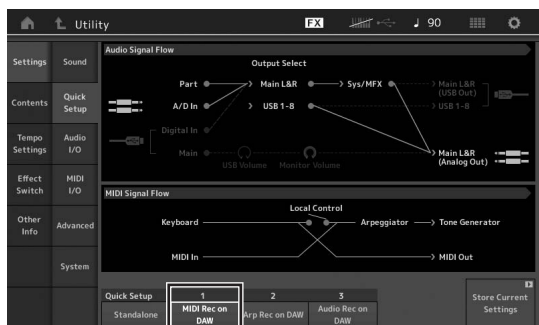 Utility
FX
♩ 90
Settings
Contents
Tempo
Settings
Effect
Switch
Other
Info
Sound
Quick
Setup
Audio
I/O
MIDI
I/O
Advanced
System
Audio Signal Flow
Output Select
Part
Main L&R
Sys/MFX
Main L&R
(USB Out)
A/D In
USB 1-8
USB 1-8
Digital In
Main
USB Volume
Monitor Volume
Main L&R
(Analog Out)
MIDI Signal Flow
Local Control
Keyboard
Arpeggiator
Tone Generator
MIDI In
MIDI Out
Quick Setup
1
2
3
Standalone
MIDI Rec on
DAW
Arp Rec on DAW
Audio Rec on
DAW
Store Current
Settings